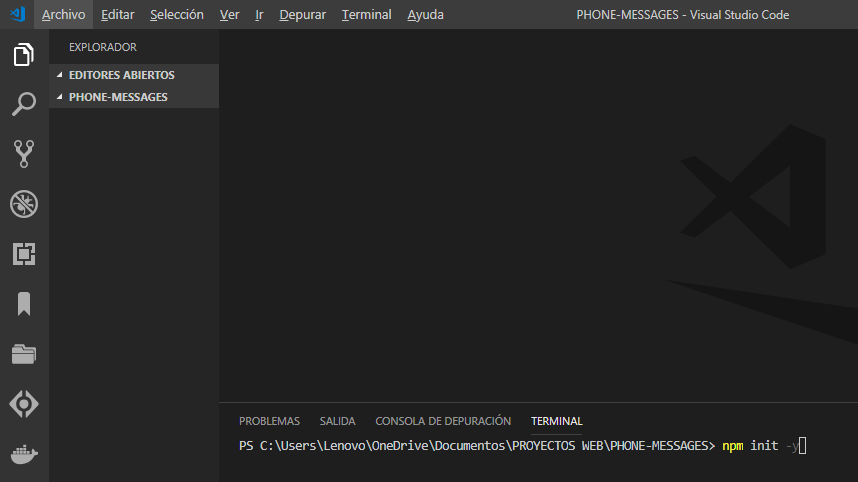 Archivo Editar Selección Ver Ir Depurar Terminal Ayuda PHONE-MESSAGES - Visual Studio Code
EXPLORADOR
EDITORES ABIERTOS
PHONE-MESSAGES
PROBLEMAS SALIDA CONSOLA DE DEPURACIÓN TERMINAL
PS C:\Users\Lenovo\OneDrive\Documentos\PROYECTOS WEB\PHONE-MESSAGES> npm init -y